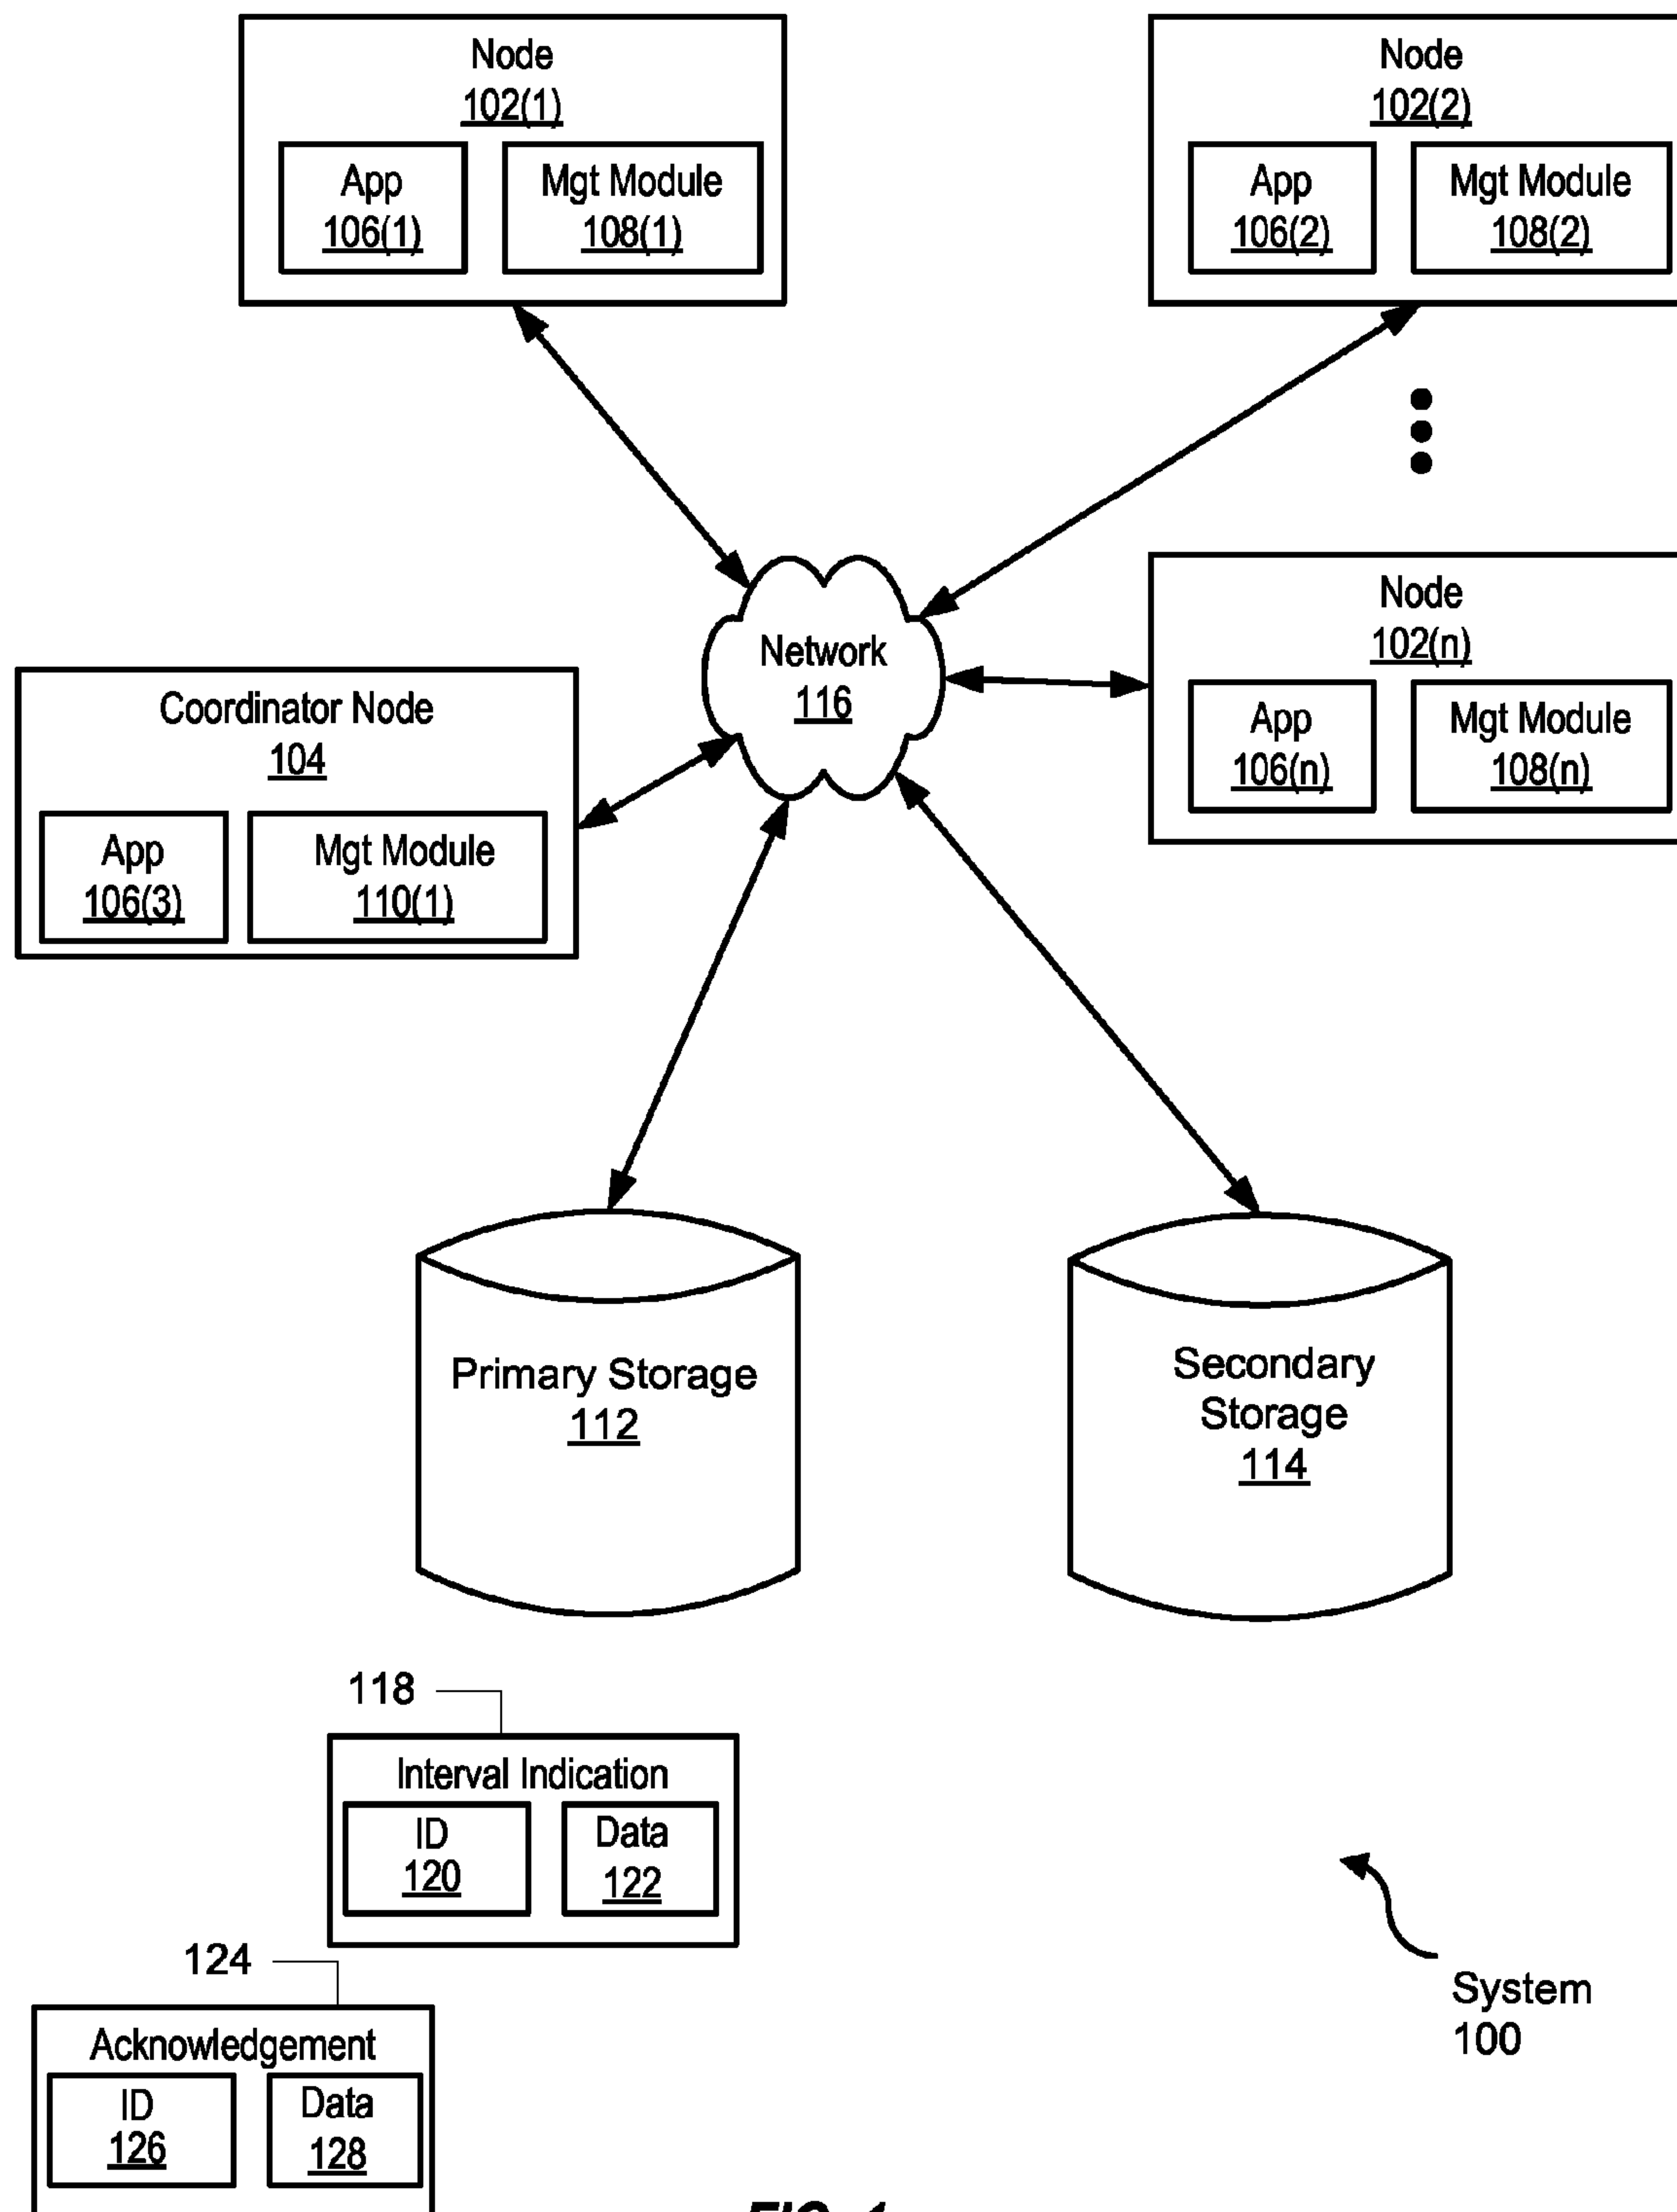 Node
102(1)
App
106(1)
Mgt Module
108(1)
Node
102(2)
App
106(2)
Mgt Module
108(2)
Network
116
Node
102(n)
App
106(n)
Mgt Module
108(n)
Coordinator Node
104
App
106(3)
Mgt Module
110(1)
Primary Storage
112
Secondary
Storage
114
118
Interval Indication
ID
120
Data
122
124
Acknowledgement
ID
126
Data
128
System
100
FIG. 1